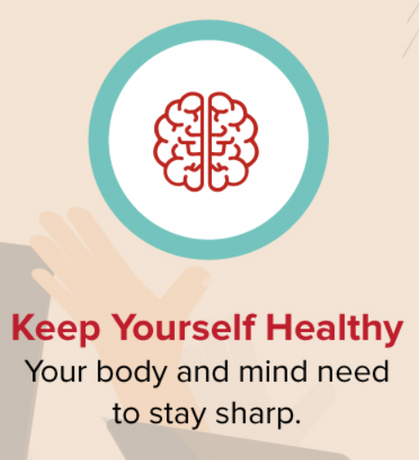 Keep Yourself Healthy
Your body and mind need
to stay sharp.